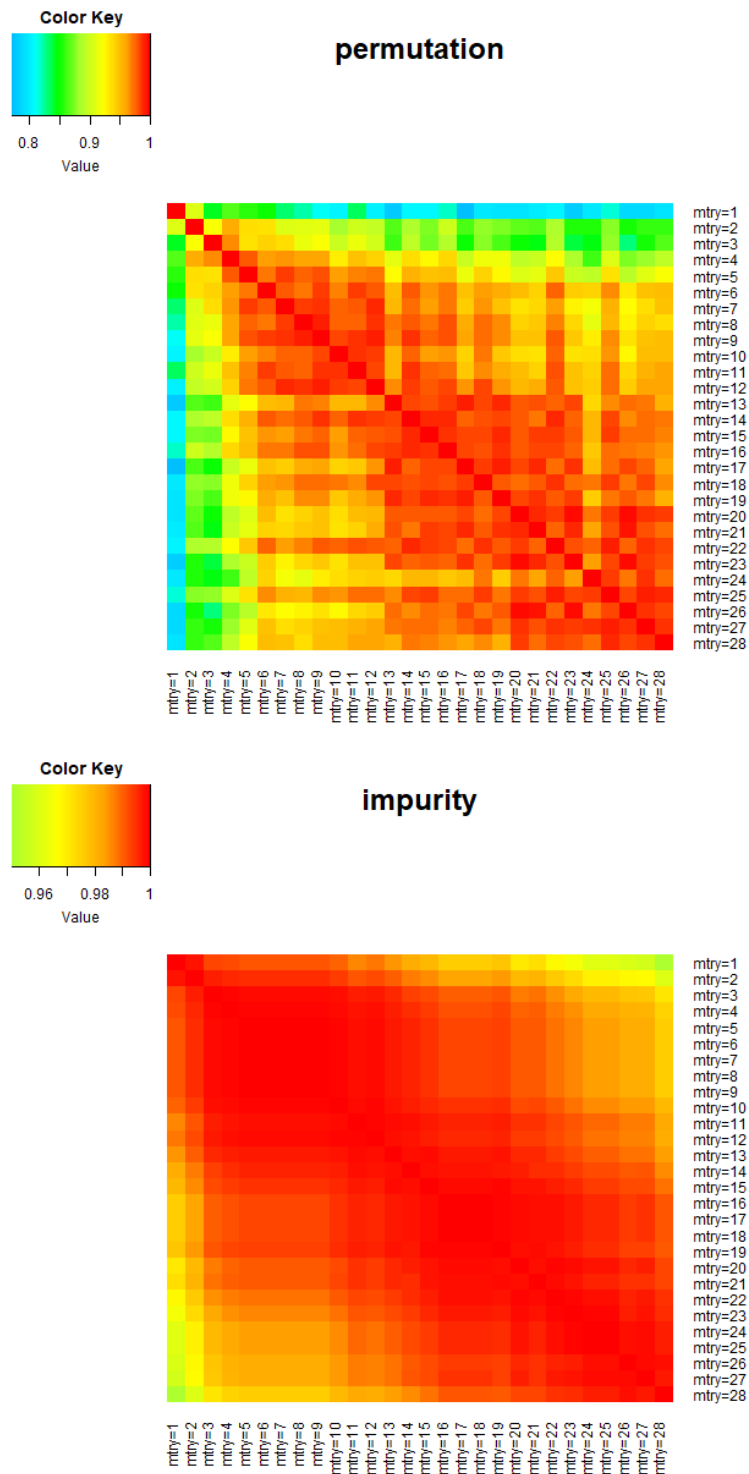 Color Key
permutation
0.8 0.9 1
Value
mtry=1
mtry=2
mtry=3
mtry=4
mtry=5
mtry=6
mtry=7
mtry=8
mtry=9
mtry=10
mtry=11
mtry=12
mtry=13
mtry=14
mtry=15
mtry=16
mtry=17
mtry=18
mtry=19
mtry=20
mtry=21
mtry=22
mtry=23
mtry=24
mtry=25
mtry=26
mtry=27
mtry=28
mtry=1
mtry=2
mtry=3
mtry=4
mtry=5
mtry=6
mtry=7
mtry=8
mtry=9
mtry=10
mtry=11
mtry=12
mtry=13
mtry=14
mtry=15
mtry=16
mtry=17
mtry=18
mtry=19
mtry=20
mtry=21
mtry=22
mtry=23
mtry=24
mtry=25
mtry=26
mtry=27
mtry=28
Color Key
impurity
0.96 0.98 1
Value
mtry=1
mtry=2
mtry=3
mtry=4
mtry=5
mtry=6
mtry=7
mtry=8
mtry=9
mtry=10
mtry=11
mtry=12
mtry=13
mtry=14
mtry=15
mtry=16
mtry=17
mtry=18
mtry=19
mtry=20
mtry=21
mtry=22
mtry=23
mtry=24
mtry=25
mtry=26
mtry=27
mtry=28
mtry=1
mtry=2
mtry=3
mtry=4
mtry=5
mtry=6
mtry=7
mtry=8
mtry=9
mtry=10
mtry=11
mtry=12
mtry=13
mtry=14
mtry=15
mtry=16
mtry=17
mtry=18
mtry=19
mtry=20
mtry=21
mtry=22
mtry=23
mtry=24
mtry=25
mtry=26
mtry=27
mtry=28